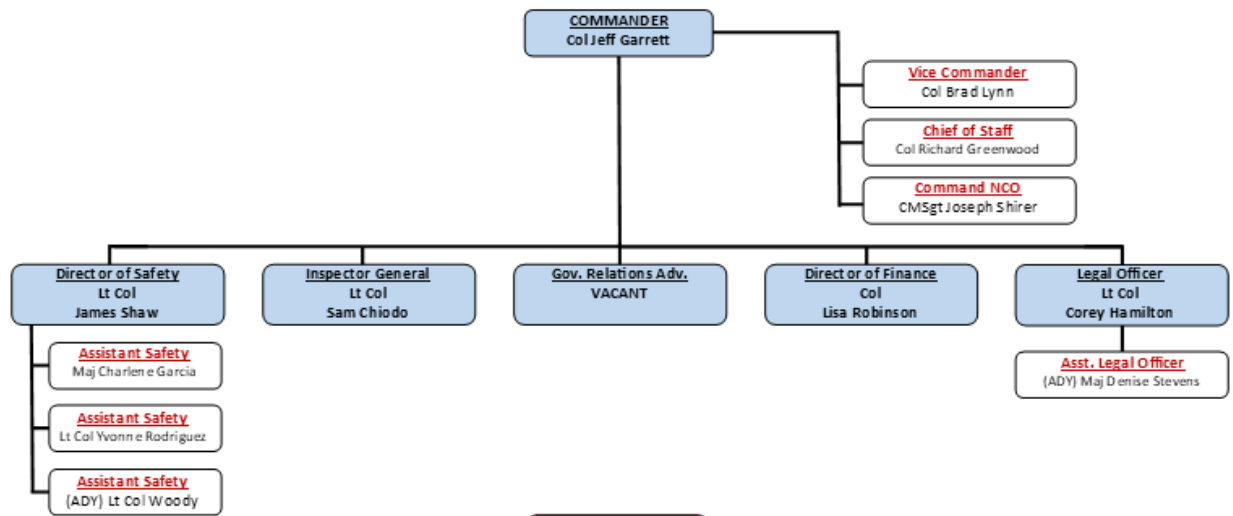 COMMANDER
Col Jeff Garrett
Vice Commander
Col Brad Lynn
Chief of Staff
Col Richard Greenwood
Command NCO
CMSgt Joseph Shirer
Director of Safety
Lt Col
James Shaw
Inspector General
Lt Col
Sam Chiodo
Gov. Relations Adv.
VACANT
Director of Finance
Col
Lisa Robinson
Legal Officer
Lt Col
Corey Hamilton
Assistant Safety
Maj Charlene Garcia
Assistant Safety
Lt Col Yvonne Rodriguez
Assistant Safety
(ADY) Lt Col Woody
Asst. Legal Officer
(ADY) Maj Denise Stevens